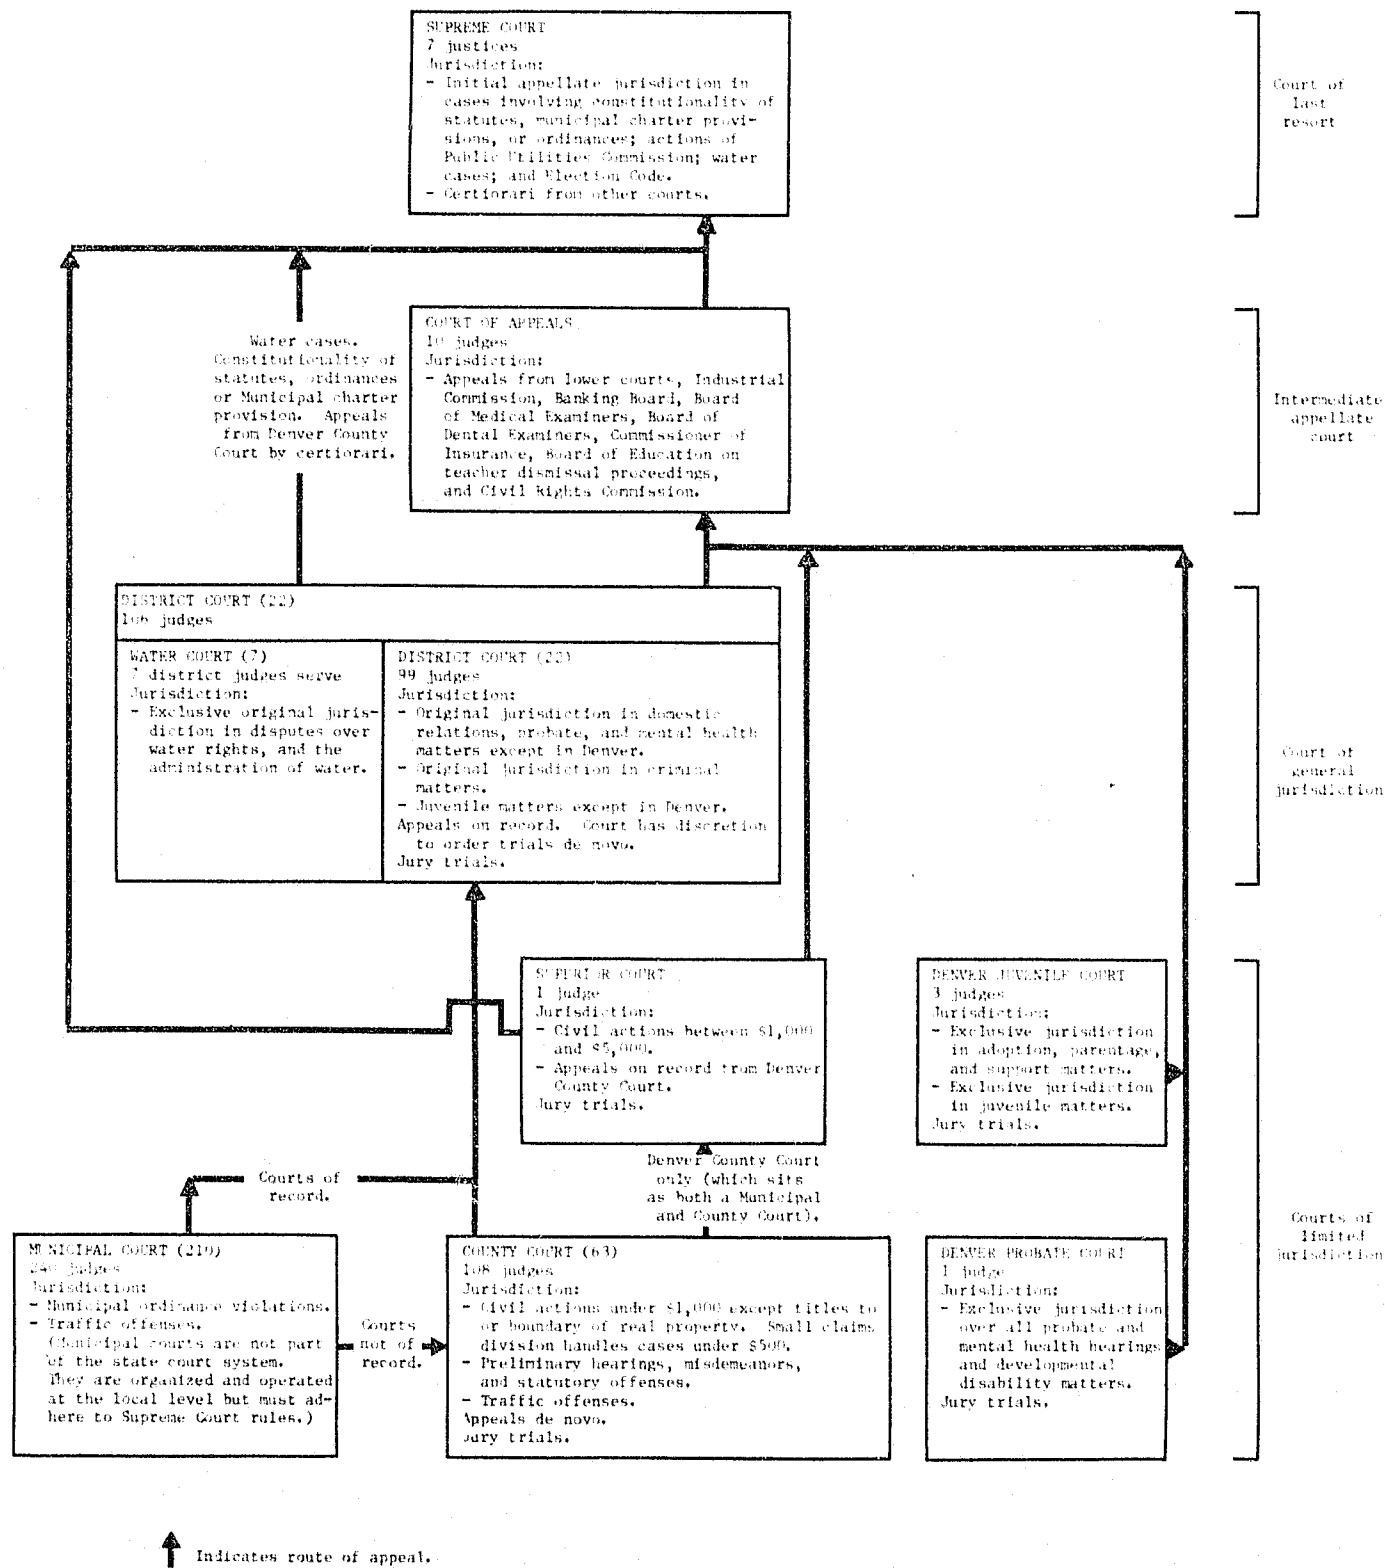 SUPREME COURT
7 justices
Jurisdiction:
- Initial appellate jurisdiction in
cases involving constitutionality of
statutes, municipal charter provi-
sions, or ordinances; actions of
Public Utilities Commission; water
cases; and Election Code.
- Certiorari from other courts.
Court of
last
resort
Water cases.
Constitutionality of
statutes, ordinances
or Municipal charter
provision. Appeals
from Denver County
Court by certiorari.
COURT OF APPEALS
10 judges
Jurisdiction:
- Appeals from lower courts, Industrial
Commission, Banking Board, Board
of Medical Examiners, Board of
Dental Examiners, Commissioner of
Insurance, Board of Education on
teacher dismissal proceedings,
and Civil Rights Commission.
Intermediate
appellate
court
DISTRICT COURT (22)
106 judges
WATER COURT (7)
7 district judges serve
Jurisdiction:
- Exclusive original juris-
diction in disputes over
water rights, and the
administration of water.
DISTRICT COURT (22)
99 judges
Jurisdiction:
- Original jurisdiction in domestic
relations, probate, and mental health
matters except in Denver.
- Original jurisdiction in criminal
matters.
- Juvenile matters except in Denver.
Appeals on record. Court has discretion
to order trials de novo.
Jury trials.
Court of
general
jurisdiction
SUPERIOR COURT
1 judge
Jurisdiction:
- Civil actions between $1,000
and $5,000.
- Appeals on record from Denver
County Court.
Jury trials.
DENVER JUVENILE COURT
3 judges
Jurisdiction:
- Exclusive jurisdiction
in adoption, parentage,
and support matters.
- Exclusive jurisdiction
in juvenile matters.
Jury trials.
Courts of
record.
Denver County Court
only (which sits
as both a Municipal
and County Court).
Courts of
limited
jurisdiction
MUNICIPAL COURT (210)
judges
Jurisdiction:
- Municipal ordinance violations.
- Traffic offenses.
(Municipal courts are not part
of the state court system.
They are organized and operated
at the local level but must ad-
here to Supreme Court rules.)
Courts
not of
record.
COUNTY COURT (63)
108 judges
Jurisdiction:
- Civil actions under $1,000 except titles to
or boundary of real property. Small claims
division handles cases under $500.
- Preliminary hearings, misdemeanors,
and statutory offenses.
- Traffic offenses.
Appeals de novo.
Jury trials.
DENVER PROBATE COURT
1 judge
Jurisdiction:
- Exclusive jurisdiction
over all probate and
mental health hearings
and developmental
disability matters.
Jury trials.
Indicates route of appeal.